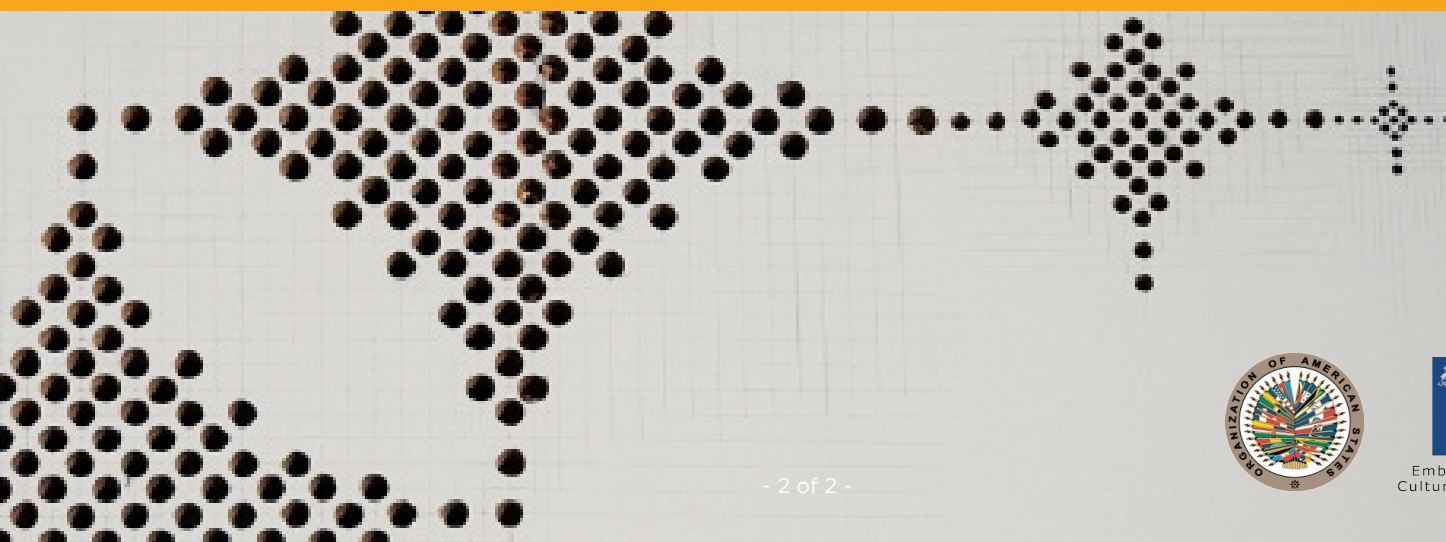 - 2 of 2 -
ORGANIZATION OF AMERICAN STATES
Emb
Cultur